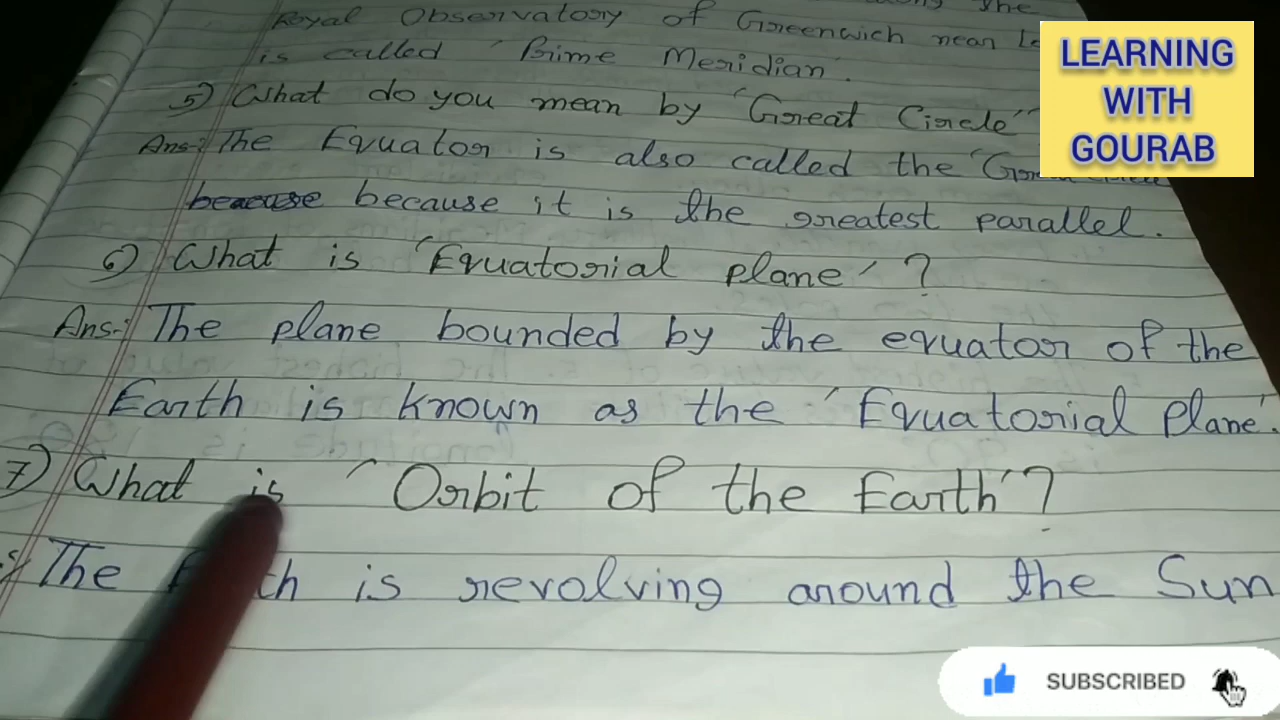 the
Royal Observatory of Greenwich near
is called 'Prime Meridian'.
5) What do you mean by 'Great Circle'
Ans:- The Equator is also called the
because it is the greatest parallel.
6) What is 'Equatorial plane'?
Ans:- The plane bounded by the equator of the
Earth is known as the 'Equatorial Plane'.
7) What is 'Orbit of the Earth'?
The Earth is revolving around the Sun
LEARNING
WITH
GOURAB
SUBSCRIBED